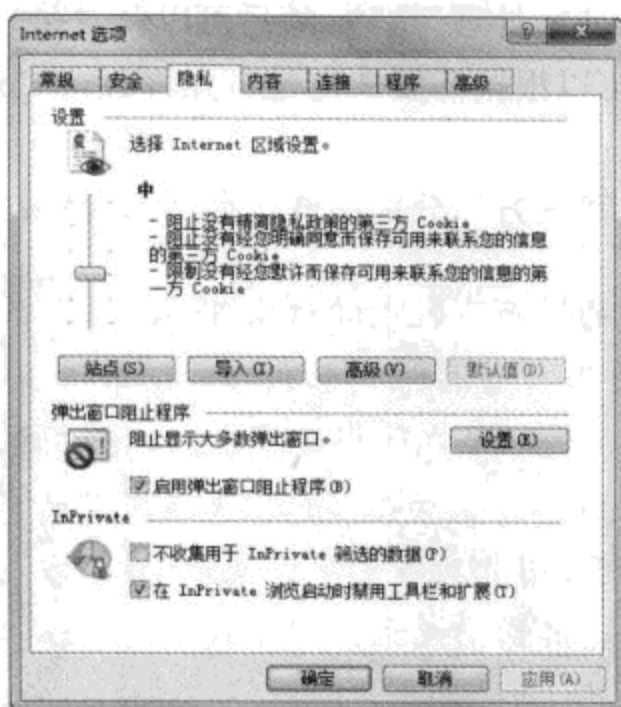 Internet 选项
常规 安全 隐私 内容 连接 程序 高级
设置
选择 Internet 区域设置。
中
- 阻止没有精简隐私政策的第三方 Cookie
- 阻止没有经您明确同意而保存可用来联系您的信息
的第三方 Cookie
- 限制没有经您默许而保存可用来联系您的信息的第
一方 Cookie
站点(S) 导入(I) 高级(V) 默认值(D)
弹出窗口阻止程序
阻止显示大多数弹出窗口。 设置(E)
启用弹出窗口阻止程序(B)
InPrivate
不收集用于 InPrivate 筛选的数据(P)
在 InPrivate 浏览启动时禁用工具栏和扩展(T)
确定 取消 应用(A)